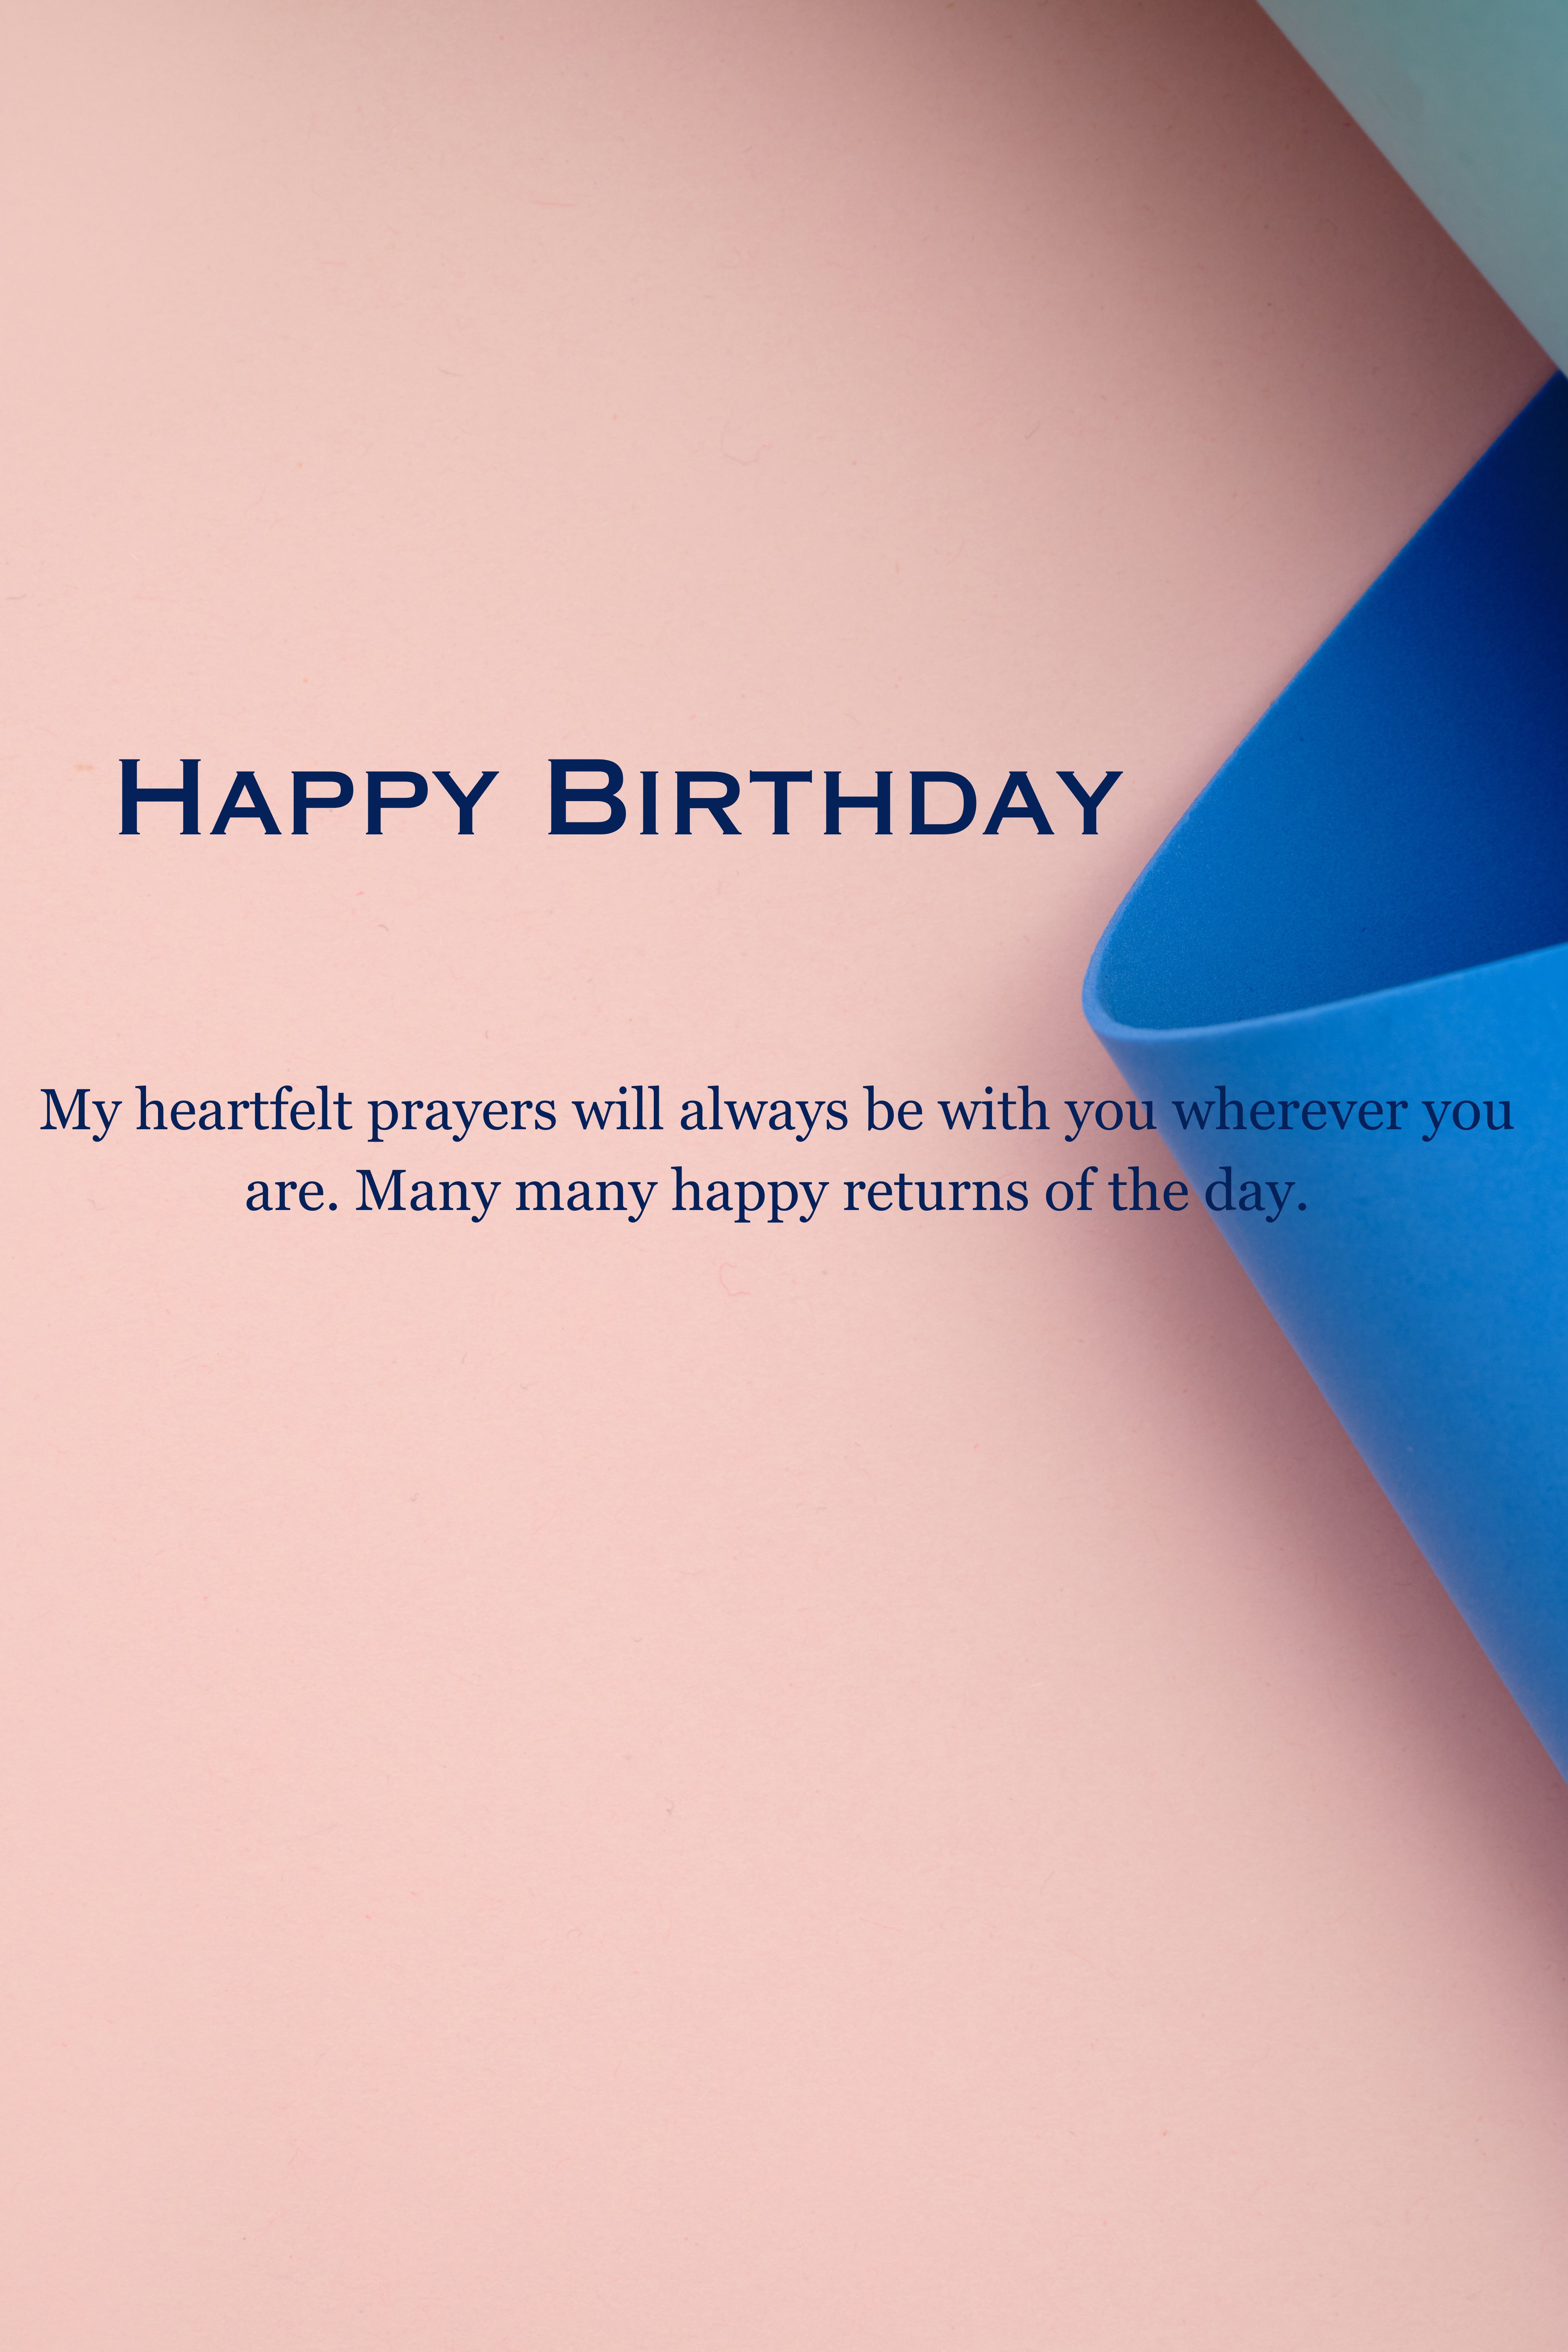 Happy Birthday
My heartfelt prayers will always be with you wherever you
are. Many many happy returns of the day.